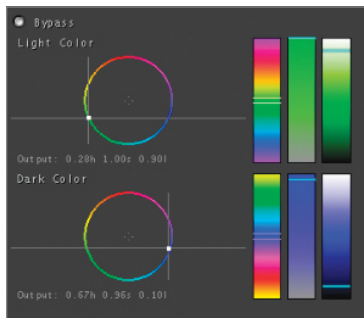 Bypass
Light Color
Output: 0.28h 1.00s 0.90l
Dark Color
Output: 0.67h 0.96s 0.10l